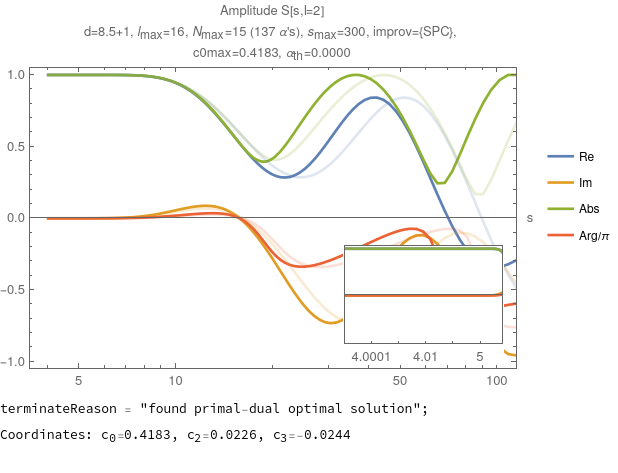 Amplitude S[s,l=2]
d=8.5+1, lmax=16, Nmax=15 (137 α's), smax=300, improv={SPC},
c0max=0.4183, αth=0.0000
1.0
0.5
0.0
−0.5
−1.0
5
10
50
100
s
4.0001
4.01
5
Re
Im
Abs
Arg/π
terminateReason = "found primal-dual optimal solution";
Coordinates: c0=0.4183, c2=0.0226, c3=-0.0244